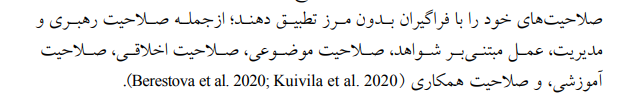 صلاحیت‌های خود را با فراگیران بدون مرز تطبیق دهند؛ ازجمله صلاحیت رهبری و
مدیریت، عمل مبتنی‌بر شواهد، صلاحیت موضوعی، صلاحیت اخلاقی، صلاحیت
آموزشی، و صلاحیت همکاری (Berestova et al. 2020; Kuivila et al. 2020).